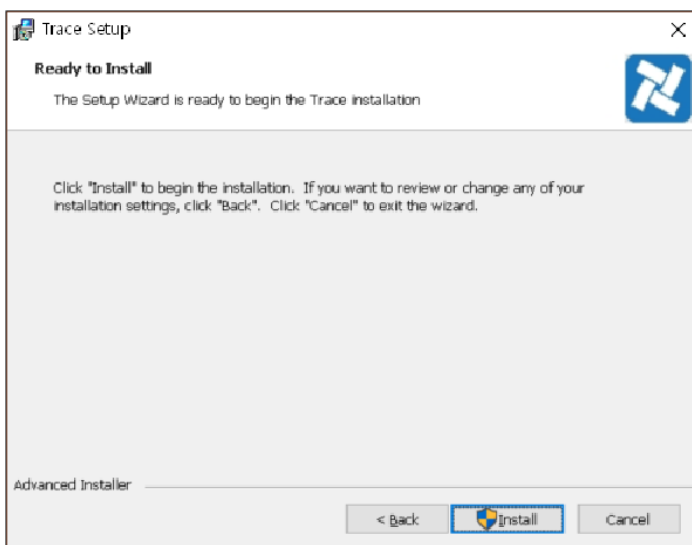 Trace Setup
Ready to Install
The Setup Wizard is ready to begin the Trace installation
Click "Install" to begin the installation. If you want to review or change any of your
installation settings, click "Back". Click "Cancel" to exit the wizard.
Advanced Installer
< Back
Install
Cancel